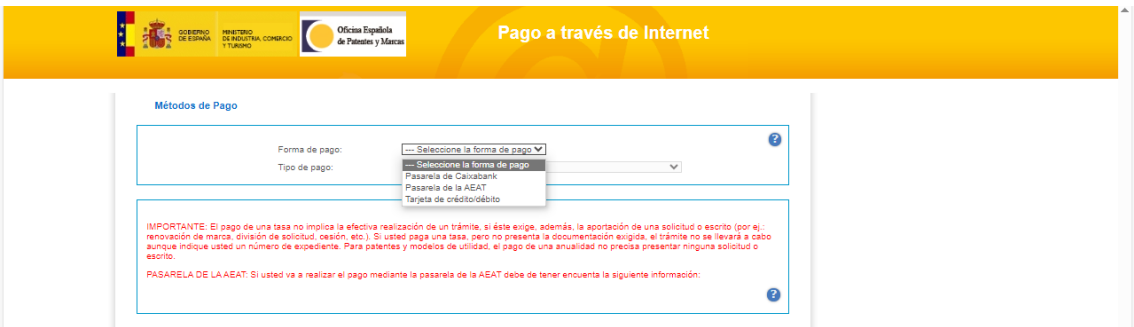 GOBIERNO
DE ESPAÑA
MINISTERIO
DE INDUSTRIA, COMERCIO
Y TURISMO
Oficina Española
de Patentes y Marcas
Pago a través de Internet
Métodos de Pago
?
Forma de pago:
--- Seleccione la forma de pago
Tipo de pago:
--- Seleccione la forma de pago
Pasarela de Caixabank
Pasarela de la AEAT
Tarjeta de crédito/débito
IMPORTANTE: El pago de una tasa no implica la efectiva realización de un trámite, si éste exige, además, la aportación de una solicitud o escrito (por ej.:
renovación de marca, división de solicitud, cesión, etc.). Si usted paga una tasa, pero no presenta la documentación exigida, el trámite no se llevará a cabo
aunque indique usted un número de expediente. Para patentes y modelos de utilidad, el pago de una anualidad no precisa presentar ninguna solicitud o
escrito.
PASARELA DE LA AEAT: Si usted va a realizar el pago mediante la pasarela de la AEAT debe de tener encuenta la siguiente información:
?